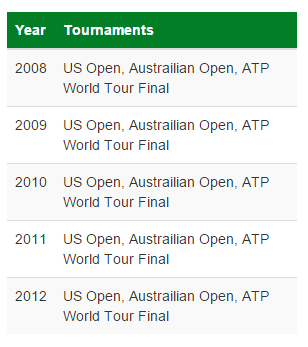 Year Tournaments
2008 US Open, Austrailian Open, ATP
World Tour Final
2009 US Open, Austrailian Open, ATP
World Tour Final
2010 US Open, Austrailian Open, ATP
World Tour Final
2011 US Open, Austrailian Open, ATP
World Tour Final
2012 US Open, Austrailian Open, ATP
World Tour Final